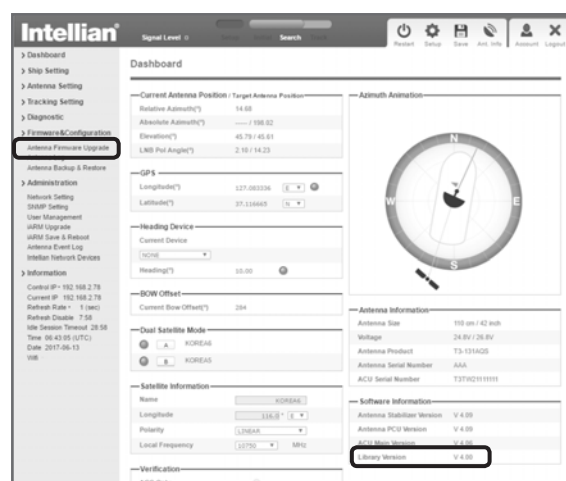 Intellian®
Signal Level
Search
Restart Setup Save Ant. Info Account Logout
> Dashboard
> Ship Setting
> Antenna Setting
> Tracking Setting
> Diagnostic
> Firmware&Configuration
Antenna Firmware Upgrade
Antenna Backup & Restore
> Administration
Network Setting
SNMP Setting
User Management
iARM Upgrade
iARM Save & Reboot
Antenna Event Log
Intellian Network Devices
> Information
Control IP- 192.168.2.78
Current IP 192.168.2.78
Refresh Rate - 1 (sec)
Refresh Disable 7:58
Idle Session Timeout 28:58
Time 06:43:05 (UTC)
Date 2017-06-13
Dashboard
Current Antenna Position / Target Antenna Position
Relative Azimuth(°) 14.68
Absolute Azimuth(°) ----- / 198.82
Elevation(°) 45.79 / 45.81
LNB Pol Angle(°) 2.10 / 14.23
GPS
Longitude(°) 127.083336 E
Latitude(°) 37.116665 N
Heading Device
Current Device
NONE
Heading(°) 10.00
BOW Offset
Current Bow Offset(°) 284
Dual Satellite Mode
A KOREA6
B KOREA5
Satellite Information
Name KOREA6
Longitude 116.0 ° E
Polarity LINEAR
Local Frequency 10750 MHz
Verification
Azimuth Animation
N
W E
S
Antenna Information
Antenna Size 110 cm / 42 inch
Voltage 24.8V / 26.8V
Antenna Product T3-131AQS
Antenna Serial Number AAA
ACU Serial Number T3TW21111111
Software Information
Antenna Stabilizer Version V 4.09
Antenna PCU Version V 4.09
ACU Main Version V 4.06
Library Version V 4.00